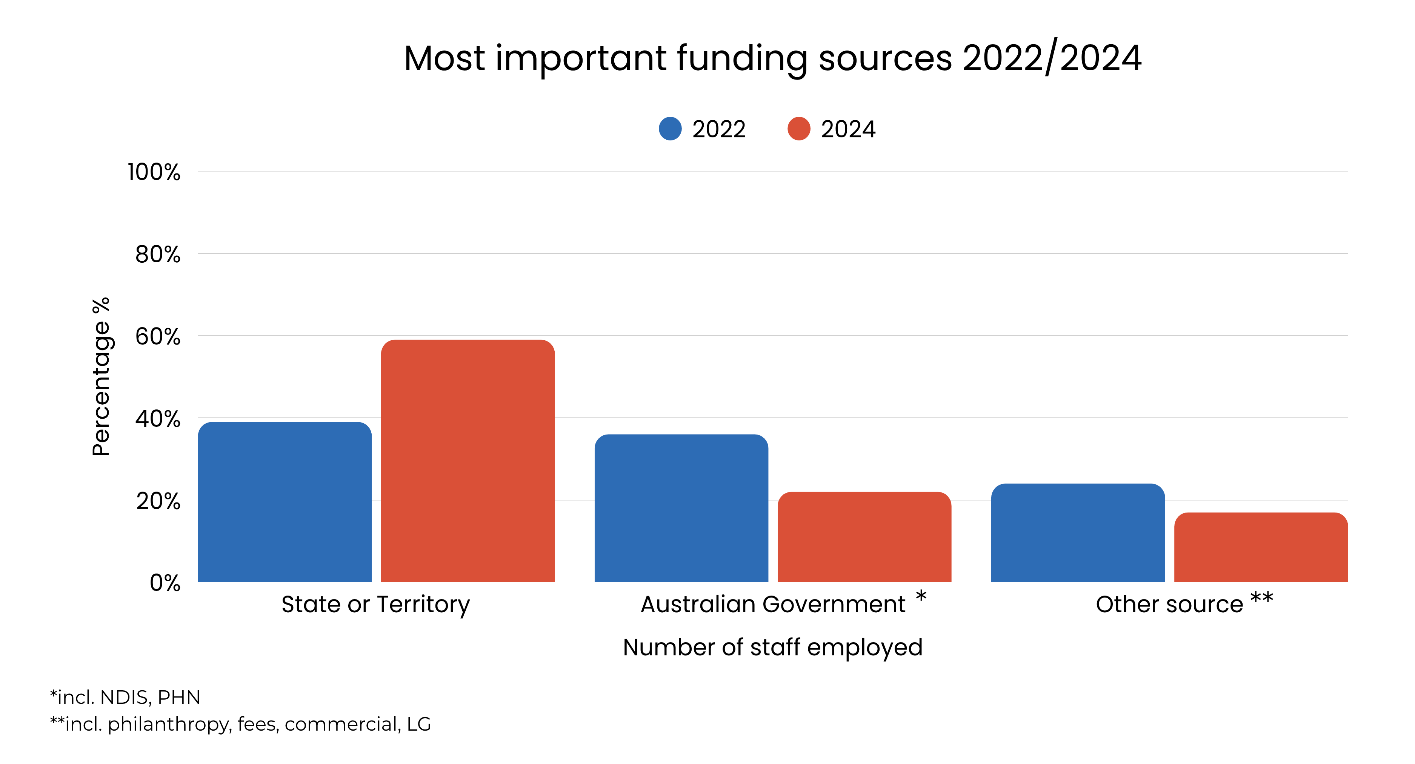 Most important funding sources 2022/2024
2022 2024
100%
80%
60%
40%
20%
0%
Percentage %
State or Territory Australian Government * Other source **
Number of staff employed
*incl. NDIS, PHN
**incl. philanthropy, fees, commercial, LG